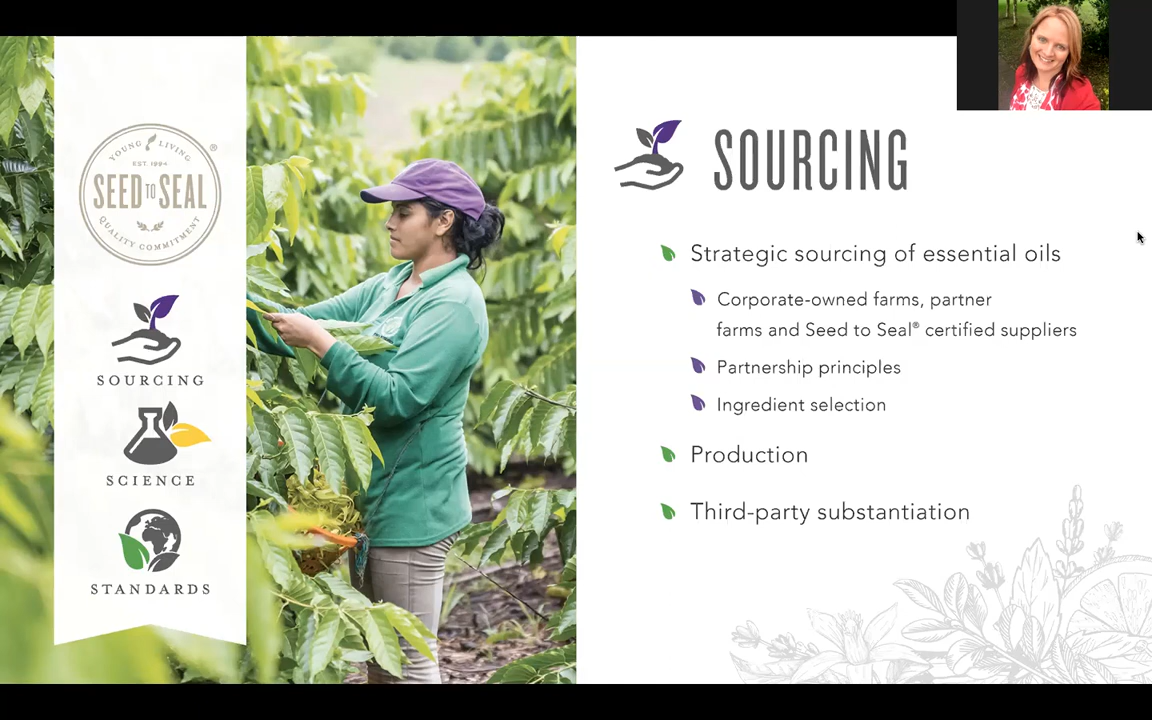 YOUNG LIVING
®
EST. 1994
SEED TO SEAL
QUALITY COMMITMENT
SOURCING
SCIENCE
STANDARDS
SOURCING
Strategic sourcing of essential oils
Corporate-owned farms, partner
farms and Seed to Seal® certified suppliers
Partnership principles
Ingredient selection
Production
Third-party substantiation